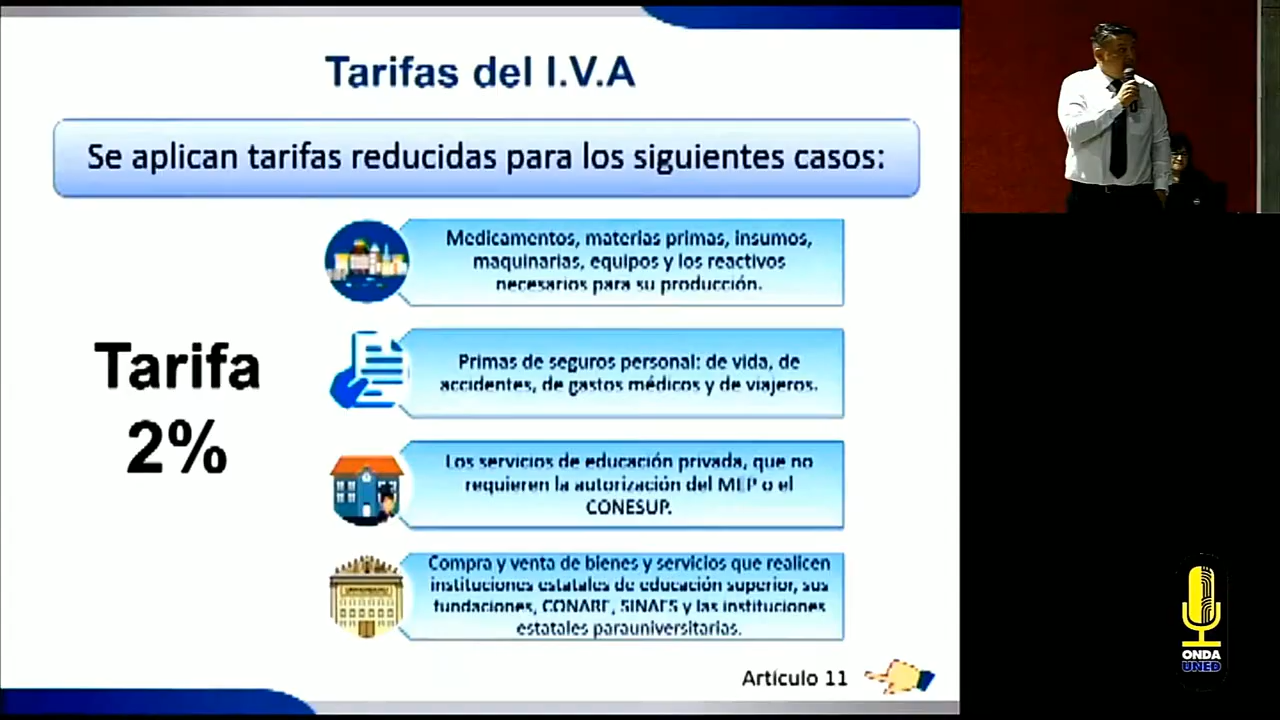 Tarifas del I.V.A
Se aplican tarifas reducidas para los siguientes casos:
Tarifa
2%
Medicamentos, materias primas, insumos,
maquinarias, equipos y los reactivos
necesarios para su producción.
Primas de seguros personal: de vida, de
accidentes, de gastos médicos y de viajeros.
Los servicios de educación privada, que no
requieren la autorización del MEP o el
CONESUP.
Compra y venta de bienes y servicios que realicen
instituciones estatales de educación superior, sus
fundaciones, CONARE, SINAES y las instituciones
estatales parauniversitarias.
Artículo 11
ONDA
UNED